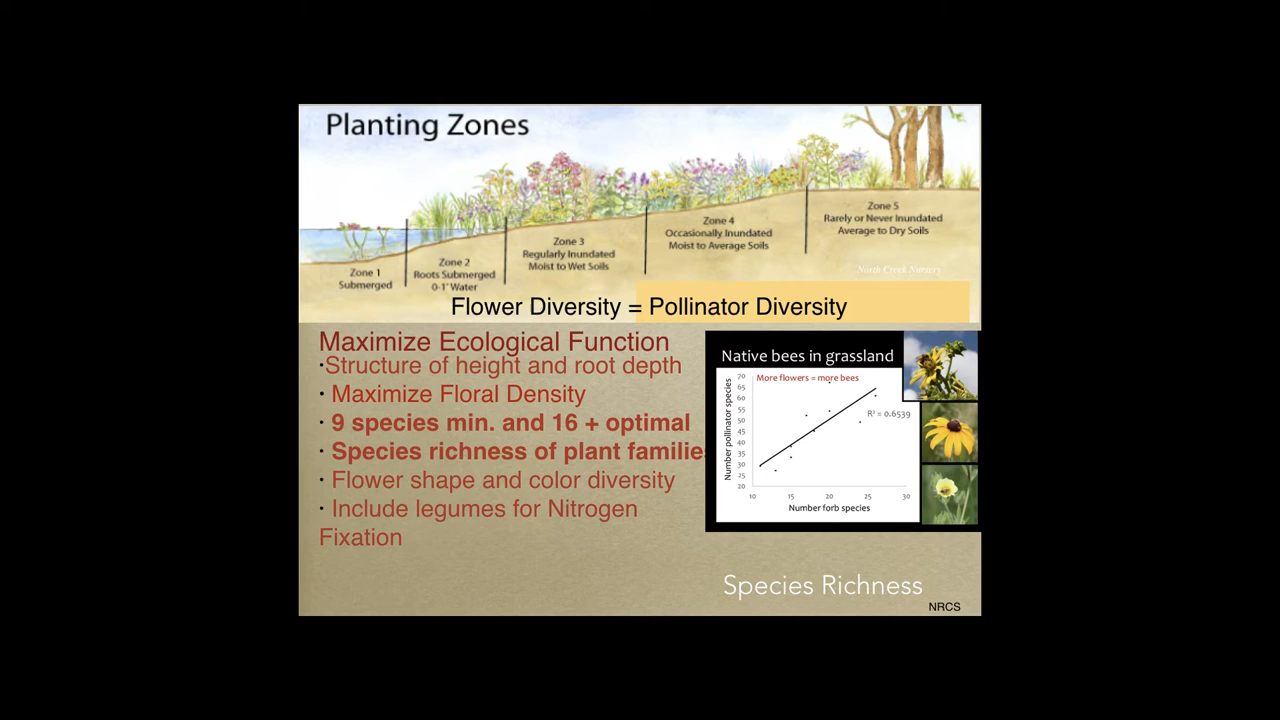 Planting Zones
Zone 1
Submerged
Zone 2
Roots Submerged
0-1' Water
Zone 3
Regularly Inundated
Moist to Wet Soils
Zone 4
Occasionally Inundated
Moist to Average Soils
Zone 5
Rarely or Never Inundated
Average to Dry Soils
North Creek Nursery
Flower Diversity = Pollinator Diversity
Maximize Ecological Function
·Structure of height and root depth
· Maximize Floral Density
· 9 species min. and 16 + optimal
· Species richness of plant families
· Flower shape and color diversity
· Include legumes for Nitrogen
Fixation
Native bees in grassland
More flowers = more bees
Number pollinator species
70
65
60
55
50
45
40
35
30
25
20
R² = 0.6539
10 15 20 25 30
Number forb species
Species Richness
NRCS